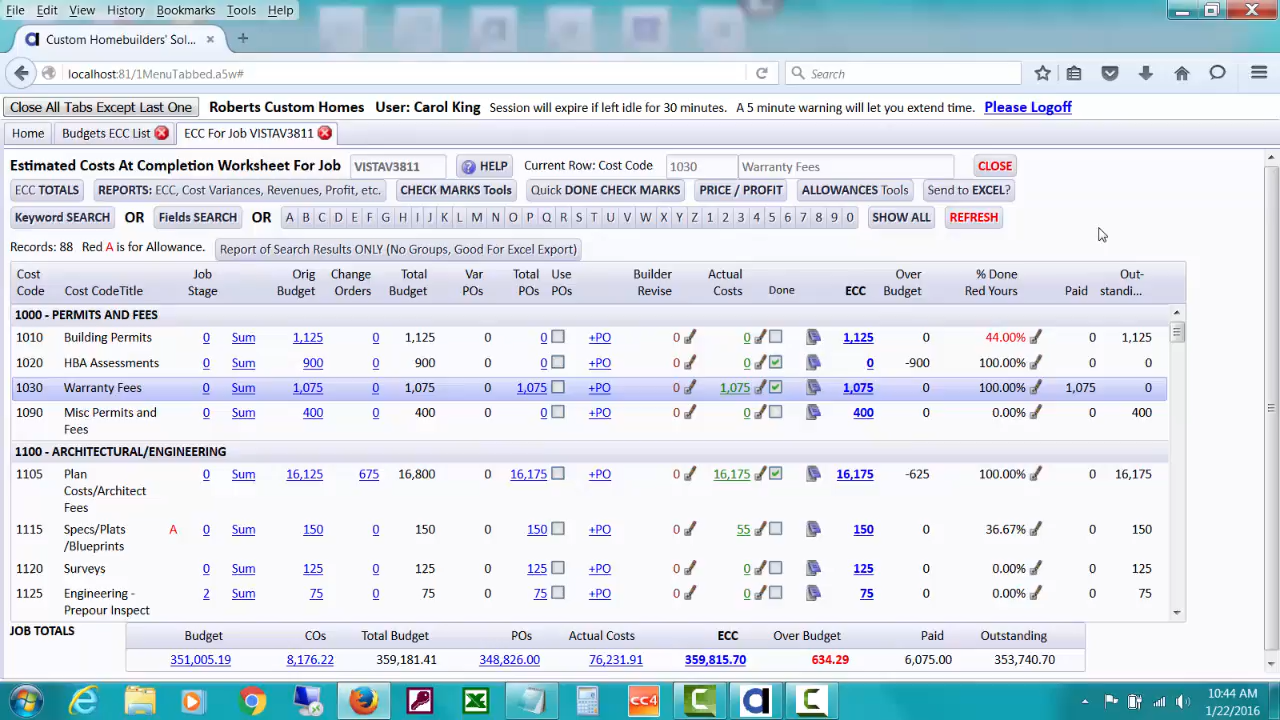 File Edit View History Bookmarks Tools Help
Custom Homebuilders' Sol... × +
localhost:81/1MenuTabbed.a5w# Search
Close All Tabs Except Last One Roberts Custom Homes User: Carol King Session will expire if left idle for 30 minutes. A 5 minute warning will let you extend time. Please Logoff
Home Budgets ECC List ECC For Job VISTAV3811
Estimated Costs At Completion Worksheet For Job VISTAV3811 ? HELP Current Row: Cost Code 1030 Warranty Fees CLOSE
ECC TOTALS REPORTS: ECC, Cost Variances, Revenues, Profit, etc. CHECK MARKS Tools Quick DONE CHECK MARKS PRICE / PROFIT ALLOWANCES Tools Send to EXCEL?
Keyword SEARCH OR Fields SEARCH OR A B C D E F G H I J K L M N O P Q R S T U V W X Y Z 1 2 3 4 5 6 7 8 9 0 SHOW ALL REFRESH
Records: 88 Red A is for Allowance. Report of Search Results ONLY (No Groups, Good For Excel Export)
Cost Job Orig Change Total Var Total Use Builder Actual Over % Done Out-
Code Cost CodeTitle Stage Budget Orders Budget POs POs POs Revise Costs Done ECC Budget Red Yours Paid standi...
1000 - PERMITS AND FEES
1010 Building Permits 0 Sum 1,125 0 1,125 0 0 +PO 0 0 1,125 0 44.00% 0 1,125
1020 HBA Assessments 0 Sum 900 0 900 0 0 +PO 0 0 0 -900 100.00% 0 0
1030 Warranty Fees 0 Sum 1,075 0 1,075 0 1,075 +PO 0 1,075 1,075 0 100.00% 1,075 0
1090 Misc Permits and 0 Sum 400 0 400 0 0 +PO 0 0 400 0 0.00% 0 400
Fees
1100 - ARCHITECTURAL/ENGINEERING
1105 Plan 0 Sum 16,125 675 16,800 0 16,175 +PO 0 16,175 16,175 -625 100.00% 0 16,175
Costs/Architect
Fees
1115 Specs/Plats A 0 Sum 150 0 150 0 150 +PO 0 55 150 0 36.67% 0 150
/Blueprints
1120 Surveys 0 Sum 125 0 125 0 125 +PO 0 0 125 0 0.00% 0 125
1125 Engineering - 2 Sum 75 0 75 0 75 +PO 0 0 75 0 0.00% 0 75
Prepour Inspect
JOB TOTALS Budget COs Total Budget POs Actual Costs ECC Over Budget Paid Outstanding
351,005.19 8,176.22 359,181.41 348,826.00 76,231.91 359,815.70 634.29 6,075.00 353,740.70
CC4
10:44 AM
1/22/2016